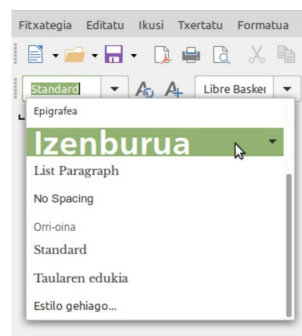 Fitxategia Editatu Ikusi Txertatu Formatua
Standard Libre Basker
Epigrafea
Izenburua
List Paragraph
No Spacing
Orri-oina
Standard
Taularen edukia
Estilo gehiago...